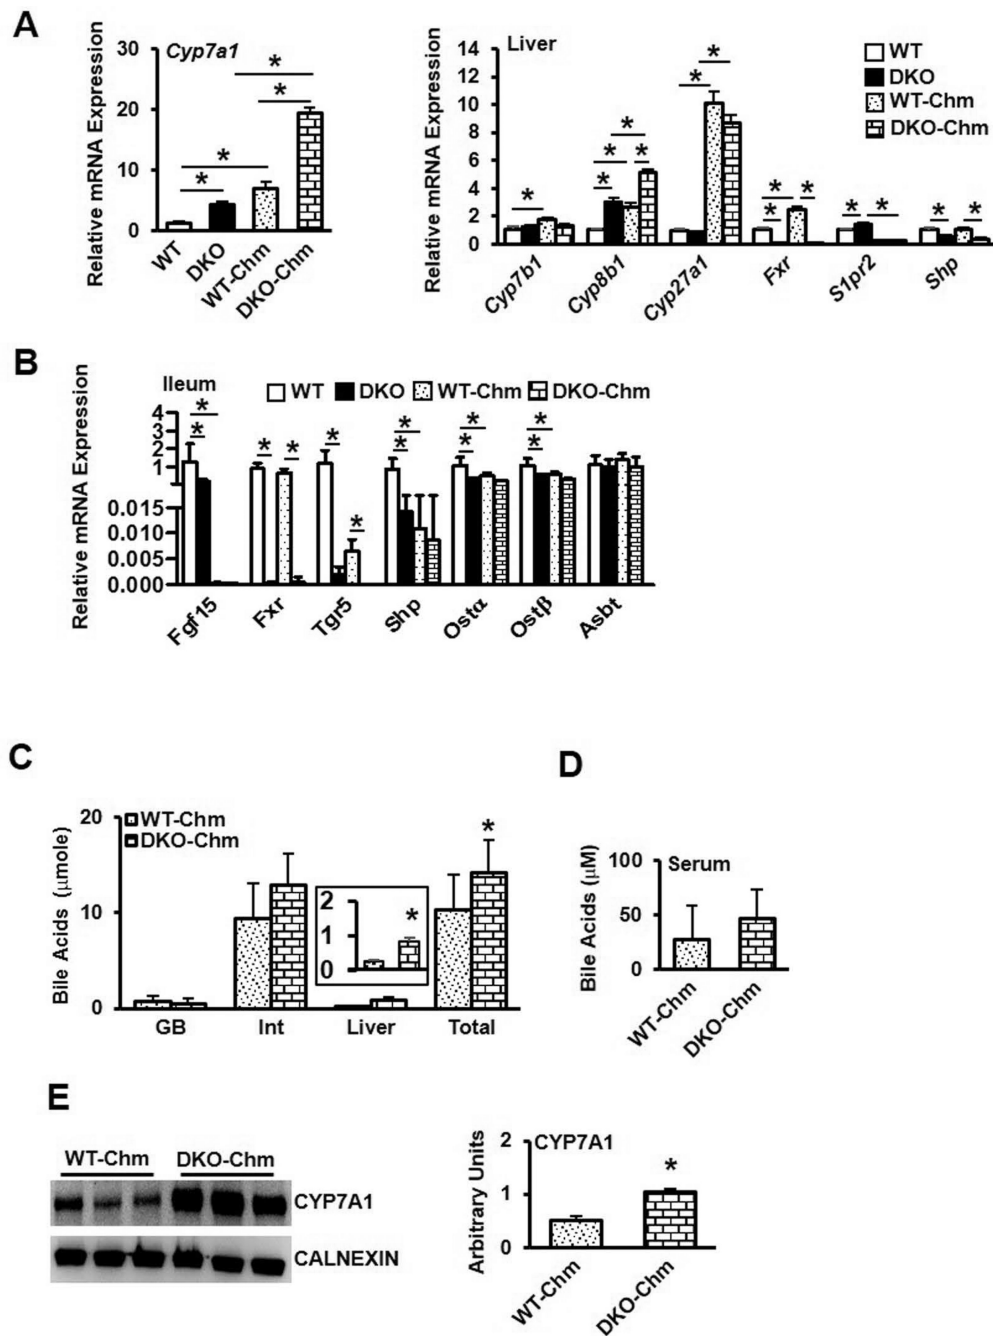 A
Relative mRNA Expression
Cyp7a1
30
20
10
0
*
*
*
*
WT
DKO
WT-Chm
DKO-Chm
Relative mRNA Expression
Liver
14
12
10
8
6
4
2
0
WT
DKO
WT-Chm
DKO-Chm
*
* * * * *
* *
* * *
* *
* *
Cyp7b1
Cyp8b1
Cyp27a1
Fxr
S1pr2
Shp
B
Relative mRNA Expression
Ileum
WT DKO WT-Chm DKO-Chm
4
3
2
1
0.015
0.010
0.005
0.000
* *
* *
* *
* *
* *
* *
Fgf15
Fxr
Tgr5
Shp
Ostα
Ostβ
Asbt
C
Bile Acids (μmole)
WT-Chm
DKO-Chm
20
10
0
2
1
0
*
*
GB Int Liver Total
D
Bile Acids (μM)
Serum
100
50
0
WT-Chm
DKO-Chm
E
WT-Chm DKO-Chm
CYP7A1
CALNEXIN
Arbitrary Units
CYP7A1
2
1
0
*
WT-Chm
DKO-Chm